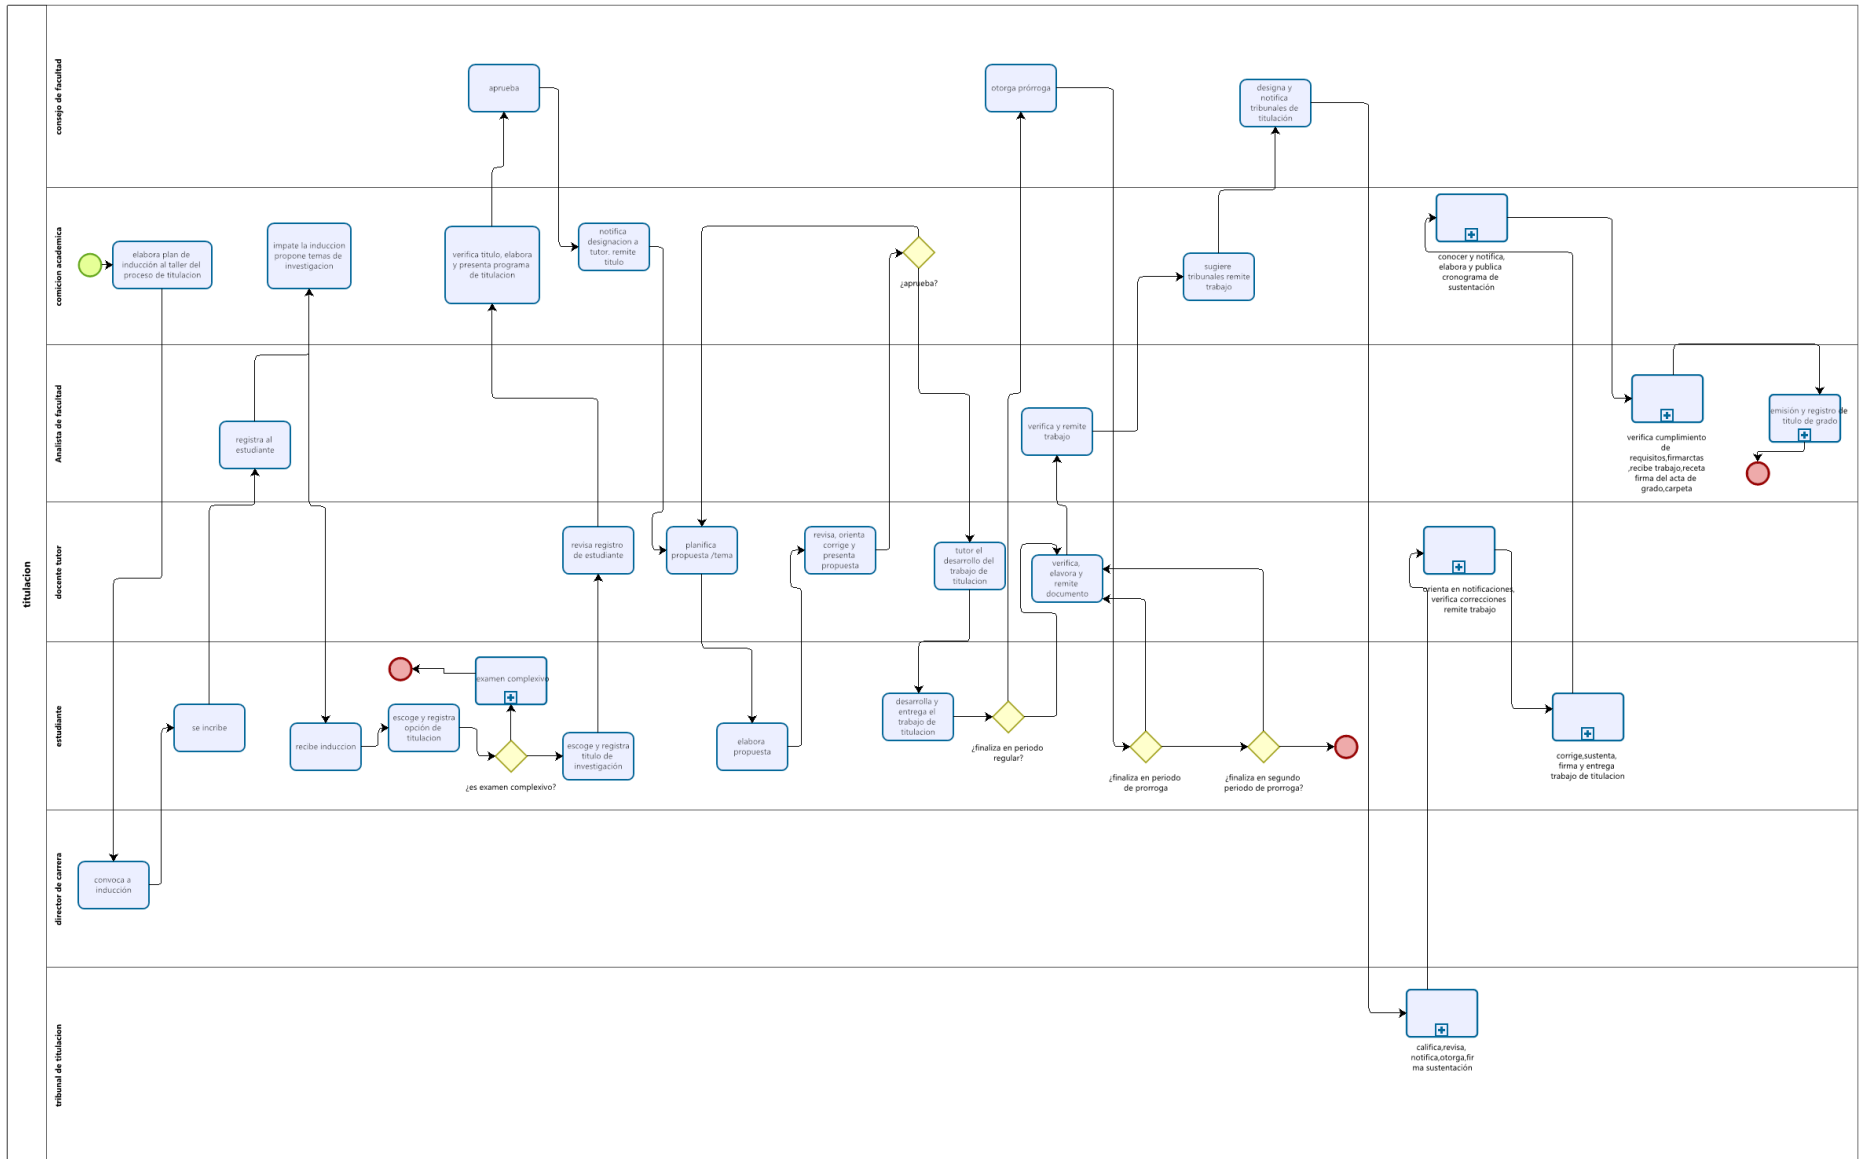 titulacion
consejo de facultad
aprueba
otorga prórroga
designa y
notifica
tribunales de
titulación
comicion academica
elabora plan de
inducción al taller del
proceso de titulacion
impate la induccion
propone temas de
investigacion
verifica titulo, elabora
y presenta programa
de titulacion
notifica
designacion a
tutor, remite
titulo
¿aprueba?
sugiere
tribunales remite
trabajo
conocer y notifica,
elabora y publica
cronograma de
sustentación
Analista de facultad
registra al
estudiante
verifica y remite
trabajo
verifica cumplimiento
de
requisitos,firmarctas
,recibe trabajo,receta
firma del acta de
grado,carpeta
emisión y registro de
titulo de grado
docente tutor
revisa registro
de estudiante
planifica
propuesta /tema
revisa, orienta
corrige y
presenta
propuesta
tutor el
desarrollo del
trabajo de
titulacion
verifica,
elavora y
remite
documento
orienta en notificaciones,
verifica correcciones
remite trabajo
estudiante
se incribe
recibe induccion
escoge y registra
opción de
titulacion
examen complexivo
¿es examen complexivo?
escoge y registra
titulo de
investigación
elabora
propuesta
desarrolla y
entrega el
trabajo de
titulacion
¿finaliza en periodo
regular?
¿finaliza en periodo
de prorroga
¿finaliza en segundo
periodo de prorroga?
corrige,sustenta,
firma y entrega
trabajo de titulacion
director de carrera
convoca a
inducción
tribunal de titulacion
califica,revisa,
notifica,otorga,fir
ma sustentación